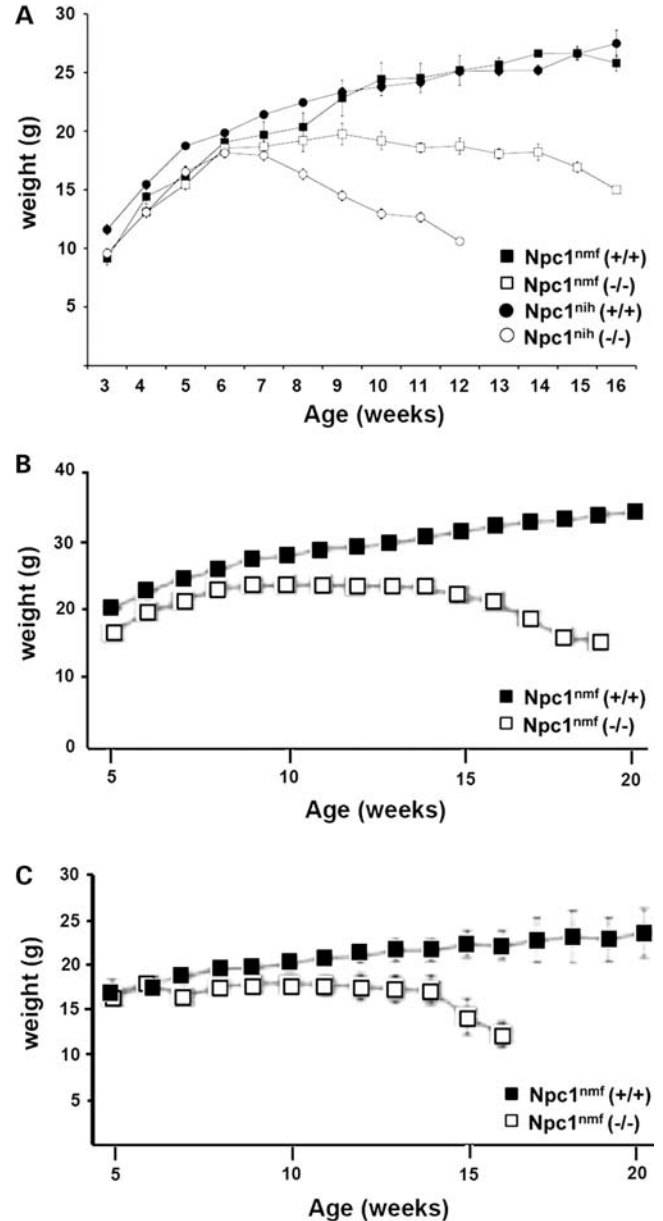 A
30
25
20
15
10
5
weight (g)
Npc1nmf (+/+)
Npc1nmf (-/-)
Npc1nih (+/+)
Npc1nih (-/-)
3 4 5 6 7 8 9 10 11 12 13 14 15 16
Age (weeks)
B
40
30
20
10
0
weight (g)
Npc1nmf (+/+)
Npc1nmf (-/-)
5 10 15 20
Age (weeks)
C
30
25
20
15
10
5
weight (g)
Npc1nmf (+/+)
Npc1nmf (-/-)
5 10 15 20
Age (weeks)